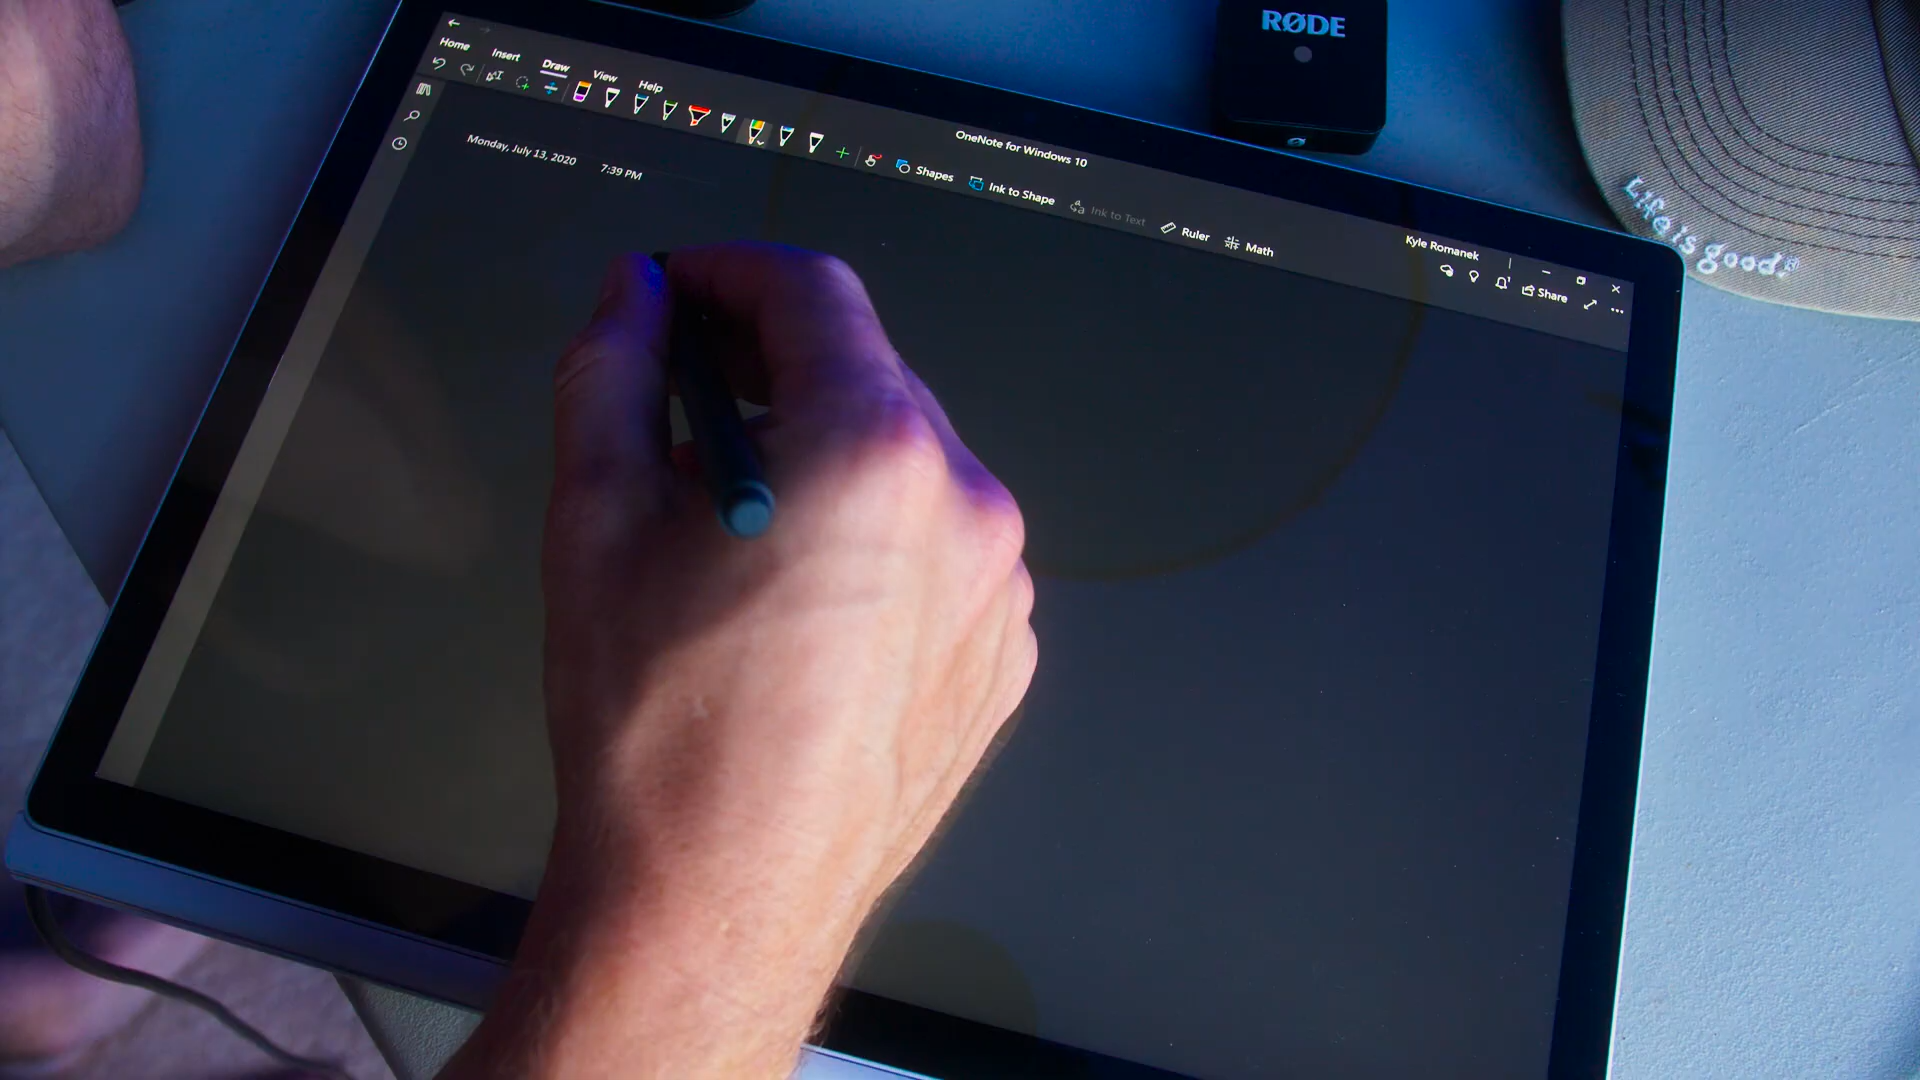 RØDE
Home Insert Draw View Help
OneNote for Windows 10
Shapes Ink to Shape Ink to Text Ruler Math
Kyle Romanek
Share
Monday, July 13, 2020 7:39 PM
Life is good.®